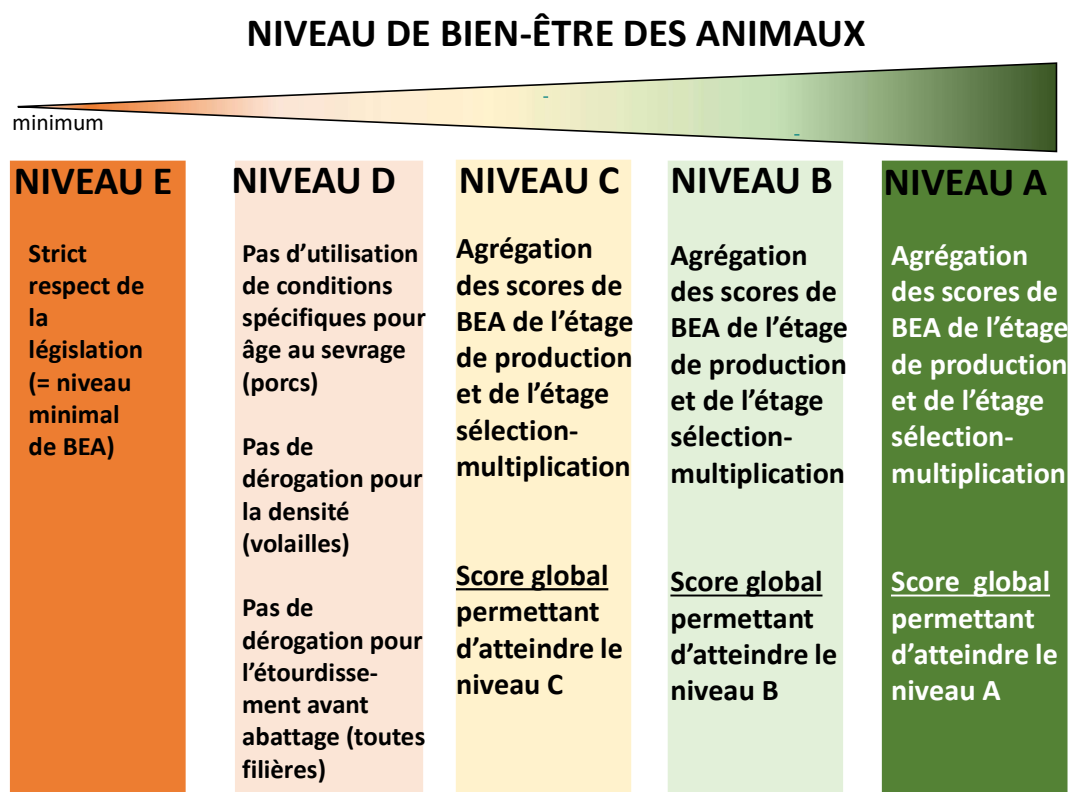 NIVEAU DE BIEN-ÊTRE DES ANIMAUX
minimum
NIVEAU E
Strict
respect de
la
législation
(= niveau
minimal
de BEA)
NIVEAU D
Pas d’utilisation
de conditions
spécifiques pour
âge au sevrage
(porcs)
Pas de
dérogation pour
la densité
(volailles)
Pas de
dérogation pour
l’étourdisse-
ment avant
abattage (toutes
filières)
NIVEAU C
Agrégation
des scores de
BEA de l’étage
de production
et de l’étage
sélection-
multiplication
Score global
permettant
d’atteindre le
niveau C
NIVEAU B
Agrégation
des scores de
BEA de l’étage
de production
et de l’étage
sélection-
multiplication
Score global
permettant
d’atteindre le
niveau B
NIVEAU A
Agrégation
des scores de
BEA de l’étage
de production
et de l’étage
sélection-
multiplication
Score global
permettant
d’atteindre le
niveau A